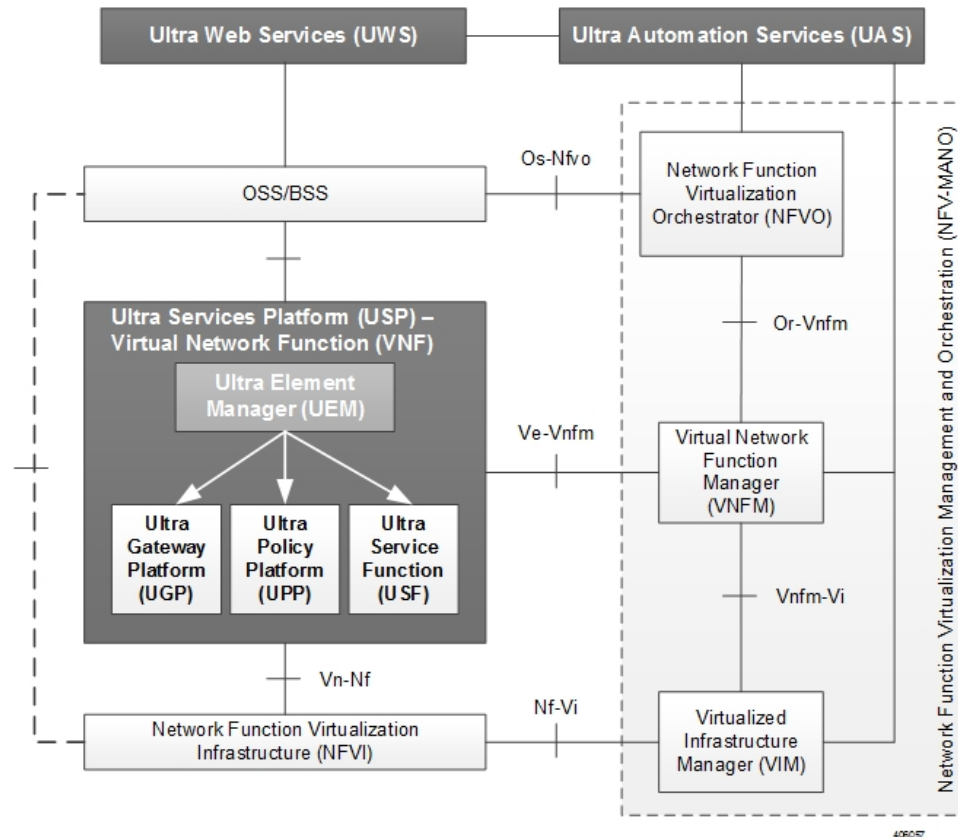 Ultra Web Services (UWS)
Ultra Automation Services (UAS)
Os-Nfvo
OSS/BSS
Network Function
Virtualization
Orchestrator (NFVO)
Ultra Services Platform (USP) –
Virtual Network Function (VNF)
Ultra Element
Manager (UEM)
Or-Vnfm
Ve-Vnfm
Virtual Network
Function
Manager
(VNFM)
Ultra
Gateway
Platform
(UGP)
Ultra
Policy
Platform
(UPP)
Ultra
Service
Function
(USF)
Vnfm-Vi
Vn-Nf
Nf-Vi
Network Function Virtualization
Infrastructure (NFVI)
Virtualized
Infrastructure
Manager (VIM)
Network Function Virtualization Management and Orchestration (NFV-MANO)